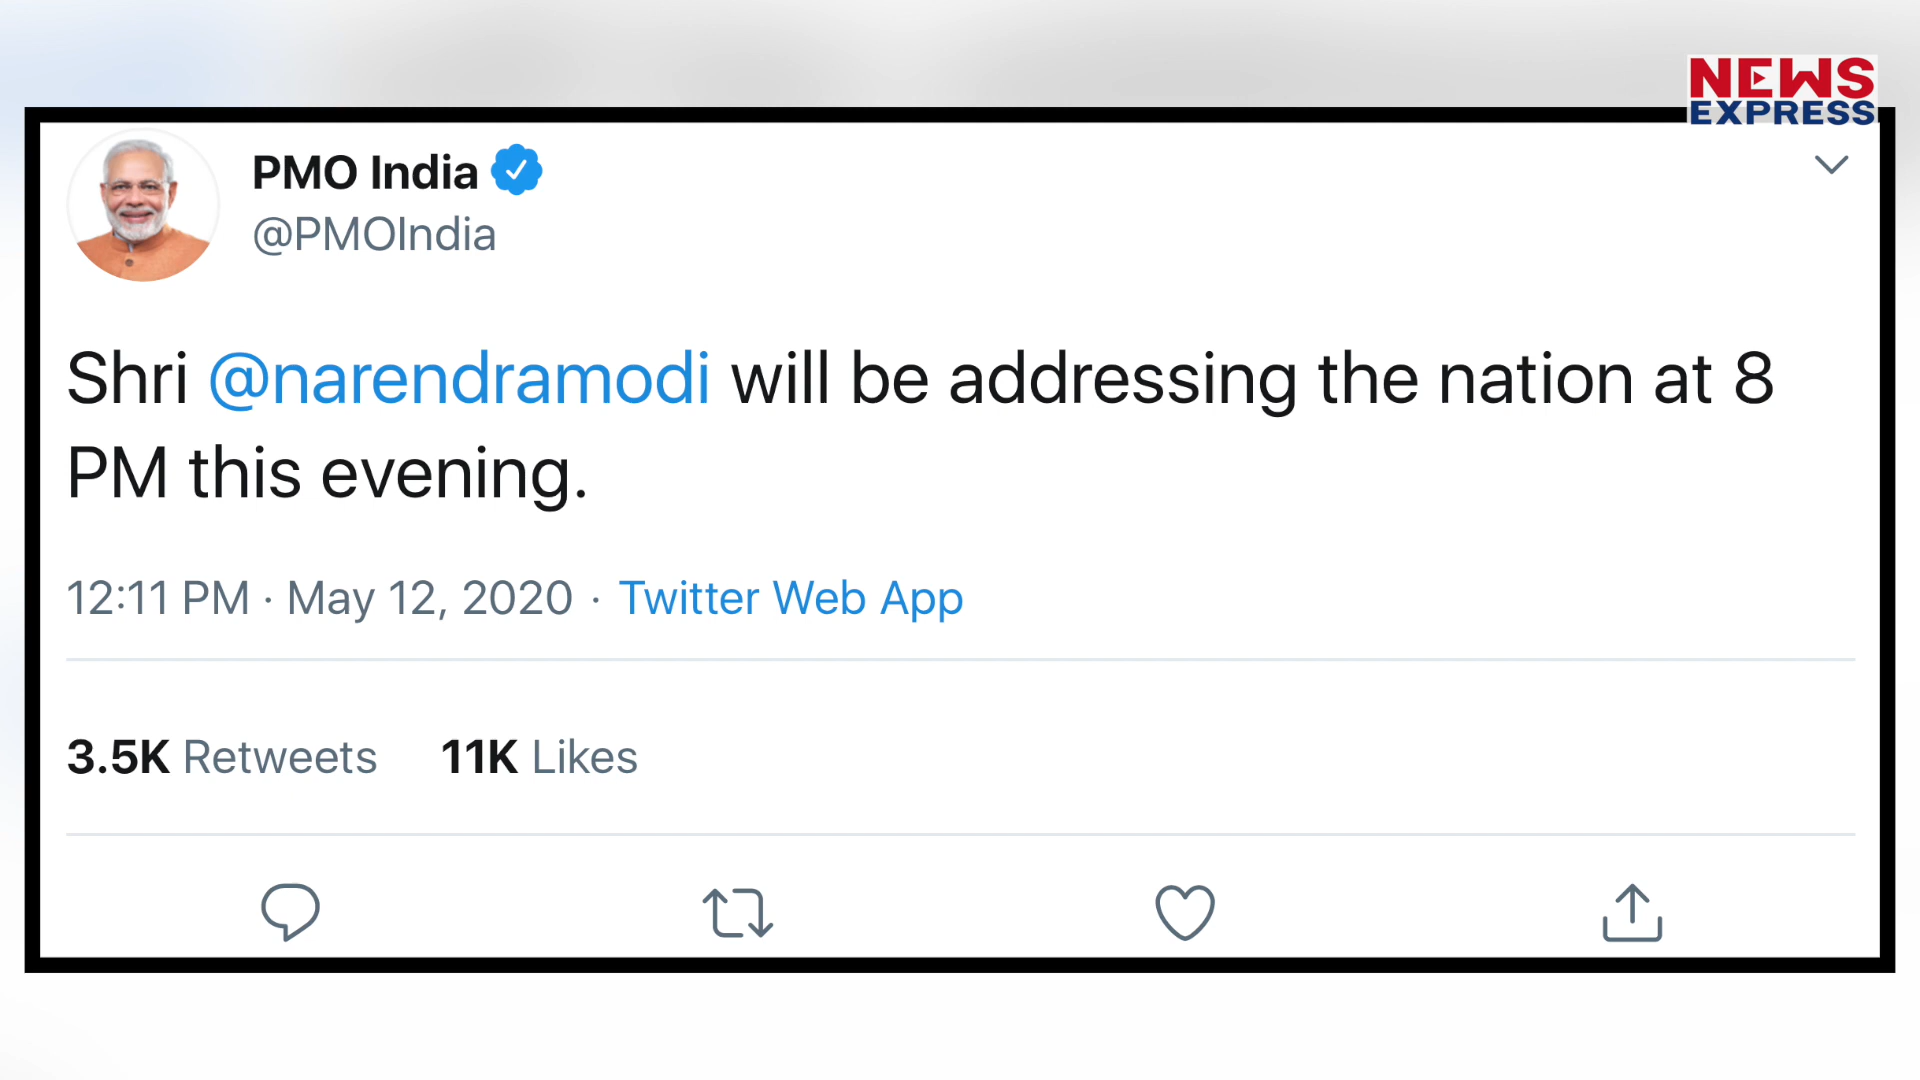 NEWS
EXPRESS
PMO India
@PMOIndia
Shri @narendramodi will be addressing the nation at 8
PM this evening.
12:11 PM · May 12, 2020 · Twitter Web App
3.5K Retweets 11K Likes